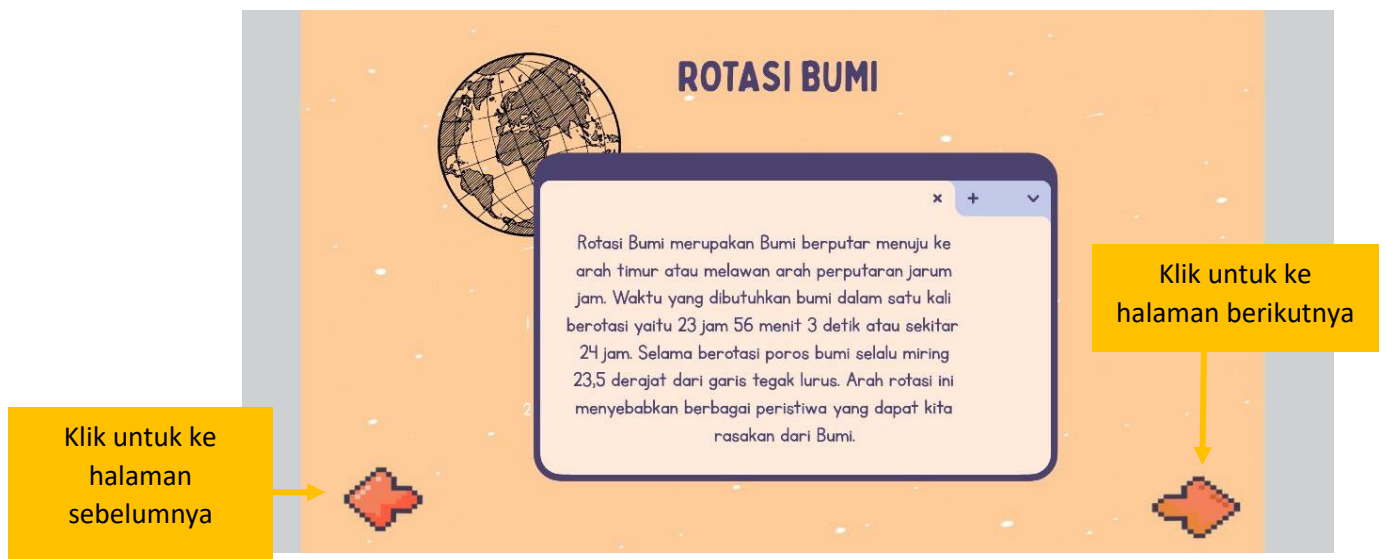 ROTASI BUMI
× +
Rotasi Bumi merupakan Bumi berputar menuju ke
arah timur atau melawan arah perputaran jarum
jam. Waktu yang dibutuhkan bumi dalam satu kali
berotasi yaitu 23 jam 56 menit 3 detik atau sekitar
24 jam. Selama berotasi poros bumi selalu miring
23,5 derajat dari garis tegak lurus. Arah rotasi ini
menyebabkan berbagai peristiwa yang dapat kita
rasakan dari Bumi.
1
2
Klik untuk ke
halaman berikutnya
Klik untuk ke
halaman
sebelumnya